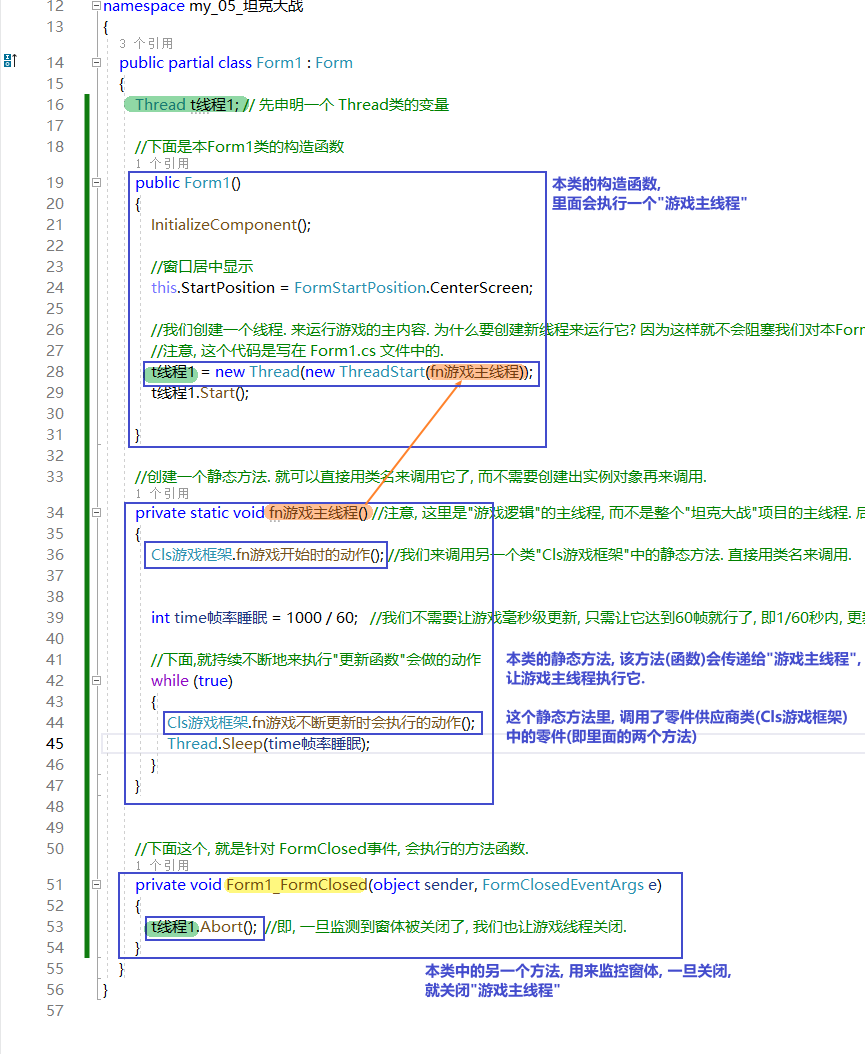 12 namespace my_05_坦克大战
13 {
3 个引用
14 public partial class Form1 : Form
15 {
16 Thread t线程1; // 先申明一个 Thread类的变量
17
18 //下面是本Form1类的构造函数
1 个引用
19 public Form1()
本类的构造函数,
20 {
里面会执行一个"游戏主线程"
21 InitializeComponent();
22
23 //窗口居中显示
24 this.StartPosition = FormStartPosition.CenterScreen;
25
26 //我们创建一个线程. 来运行游戏的主内容. 为什么要创建新线程来运行它? 因为这样就不会阻塞我们对本Form
27 //注意, 这个代码是写在 Form1.cs 文件中的.
28 t线程1 = new Thread(new ThreadStart(fn游戏主线程));
29 t线程1.Start();
30
31 }
32
33 //创建一个静态方法. 就可以直接用类名来调用它了, 而不需要创建出实例对象再来调用.
1 个引用
34 private static void fn游戏主线程() //注意, 这里是"游戏逻辑"的主线程, 而不是整个"坦克大战"项目的主线程. 后
35 {
36 Cls游戏框架.fn游戏开始时的动作(); //我们来调用另一个类"Cls游戏框架"中的静态方法. 直接用类名来调用.
37
38
39 int time帧率睡眠 = 1000 / 60; //我们不需要让游戏毫秒级更新, 只需让它达到60帧就行了, 即1/60秒内, 更新
40
41 //下面,就持续不断地来执行"更新函数"会做的动作
本类的静态方法, 该方法(函数)会传递给"游戏主线程",
42 while (true)
让游戏主线程执行它.
43 {
44 Cls游戏框架.fn游戏不断更新时会执行的动作();
这个静态方法里, 调用了零件供应商类(Cls游戏框架)
45 Thread.Sleep(time帧率睡眠);
中的零件(即里面的两个方法)
46 }
47 }
48
49
50 //下面这个, 就是针对 FormClosed事件, 会执行的方法函数.
1 个引用
51 private void Form1_FormClosed(object sender, FormClosedEventArgs e)
52 {
53 t线程1.Abort(); //即, 一旦监测到窗体被关闭了, 我们也让游戏线程关闭.
54 }
55 }
本类中的另一个方法, 用来监控窗体, 一旦关闭,
56 }
就关闭"游戏主线程"
57